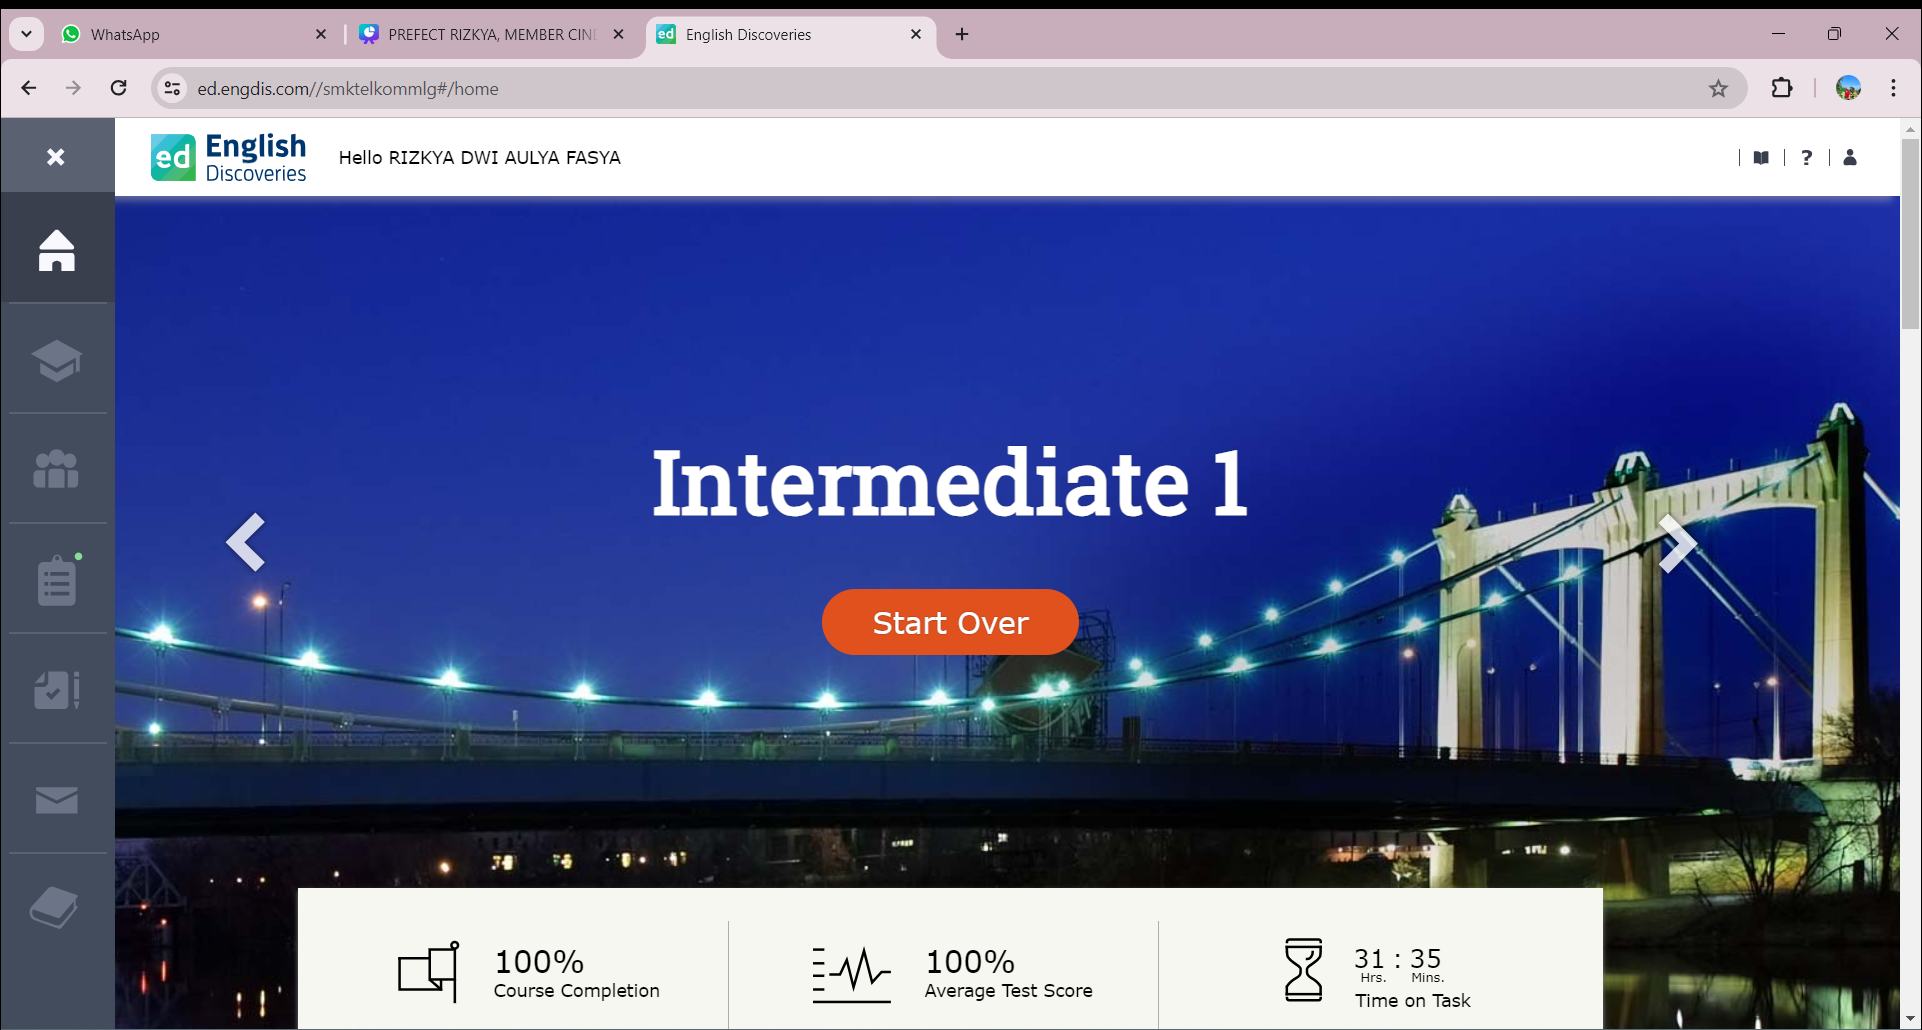 WhatsApp
PREFECT RIZKYA, MEMBER CIN
English Discoveries
ed.engdis.com//smktelkommlg#/home
ed English
Discoveries
Hello RIZKYA DWI AULYA FASYA
?
Intermediate 1
Start Over
100%
Course Completion
100%
Average Test Score
31 : 35
Hrs. Mins.
Time on Task